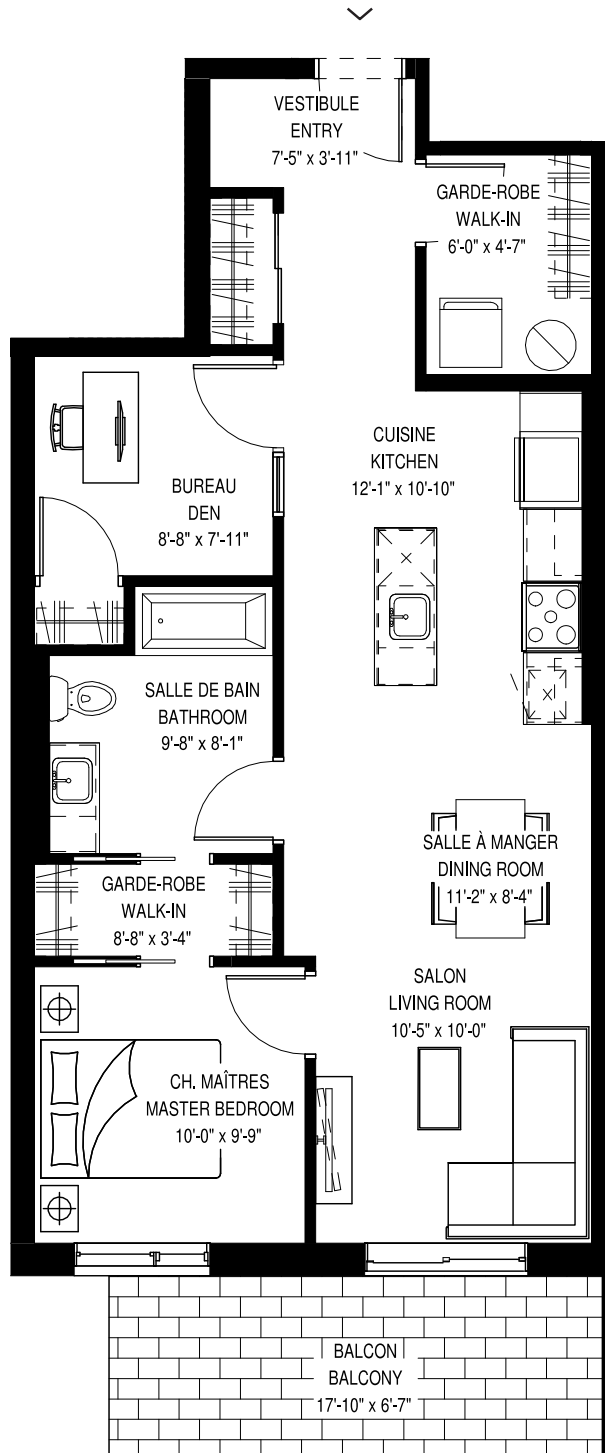 VESTIBULE
ENTRY
7'-5" x 3'-11"
GARDE-ROBE
WALK-IN
6'-0" x 4'-7"
CUISINE
KITCHEN
12'-1" x 10'-10"
BUREAU
DEN
8'-8" x 7'-11"
SALLE DE BAIN
BATHROOM
9'-8" x 8'-1"
SALLE À MANGER
DINING ROOM
11'-2" x 8'-4"
GARDE-ROBE
WALK-IN
8'-8" x 3'-4"
SALON
LIVING ROOM
10'-5" x 10'-0"
CH. MAÎTRES
MASTER BEDROOM
10'-0" x 9'-9"
BALCON
BALCONY
17'-10" x 6'-7"